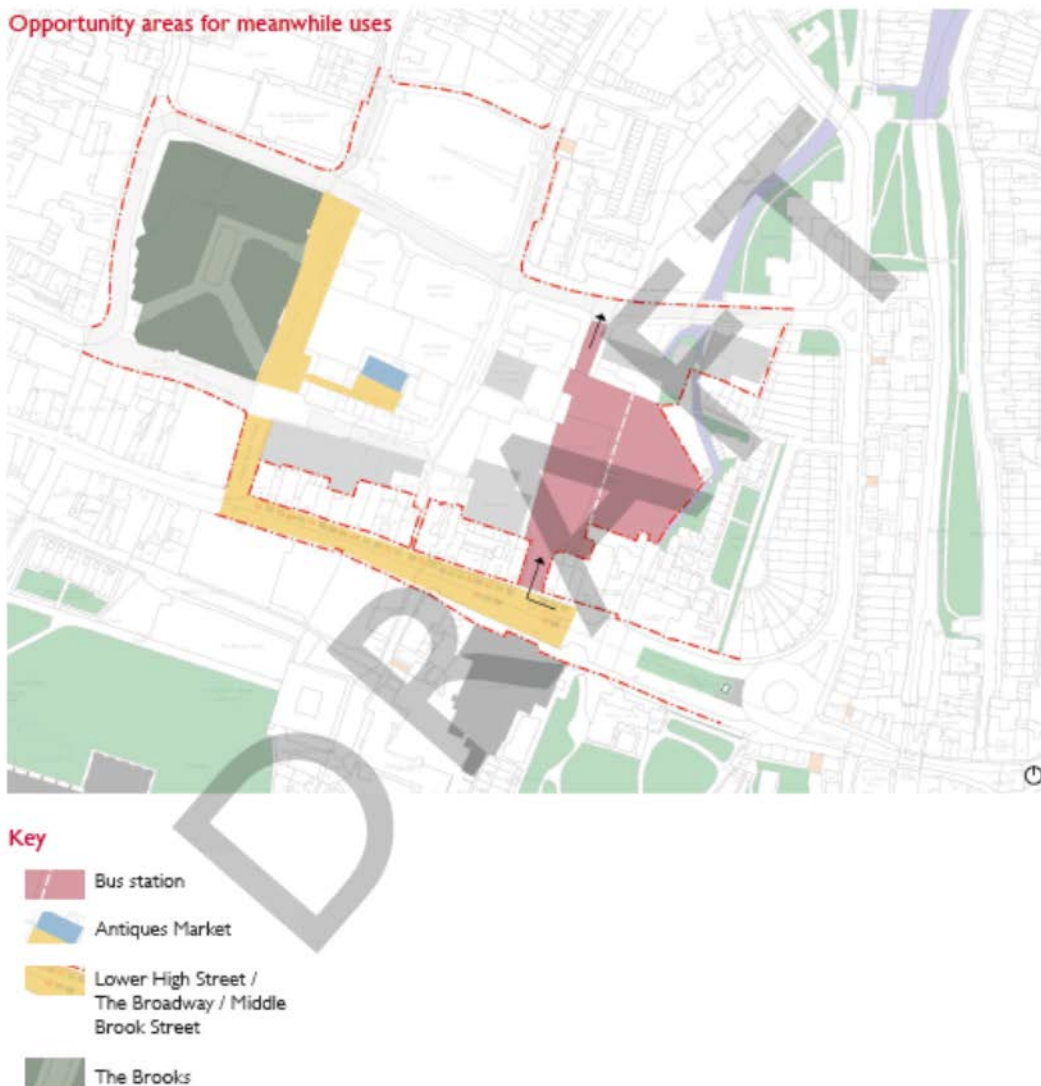 Opportunity areas for meanwhile uses
DRAFT
Key
Bus station
Antiques Market
Lower High Street /
The Broadway / Middle
Brook Street
The Brooks